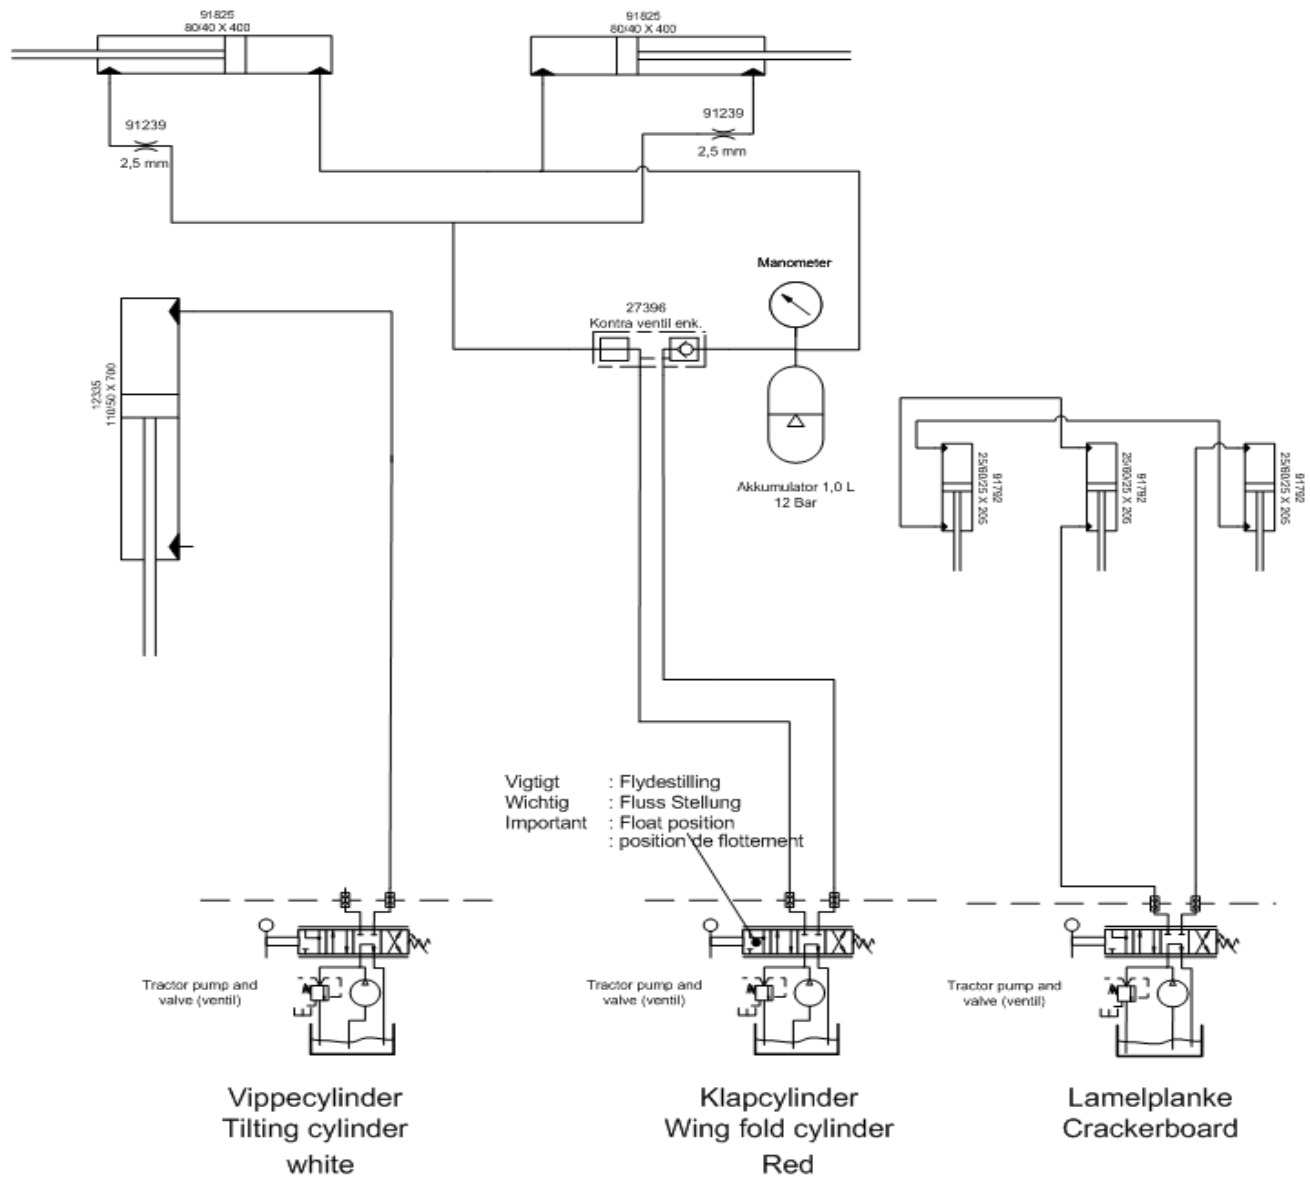 91825
80/40 X 400
91825
80/40 X 400
91239
2,5 mm
91239
2,5 mm
Manometer
27396
Kontra ventil enk.
12335
110/50 X 700
Akkumulator 1,0 L
12 Bar
91792
25/60/25 X 205
91792
25/60/25 X 205
91792
25/60/25 X 205
Vigtigt : Flydestilling
Wichtig : Fluss Stellung
Important : Float position
: position de flottement
Tractor pump and
valve (ventil)
Tractor pump and
valve (ventil)
Tractor pump and
valve (ventil)
Vippecylinder
Tilting cylinder
white
Klapcylinder
Wing fold cylinder
Red
Lamelplanke
Crackerboard